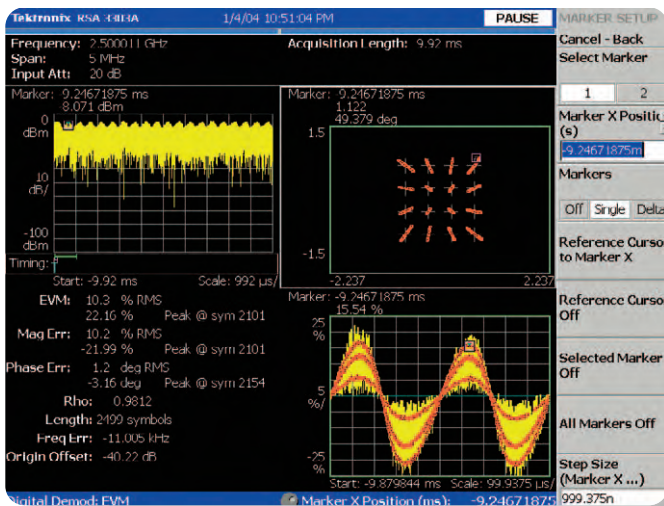 Tektronix RSA 3303A 1/4/04 10:51:04 PM PAUSE MARKER SETUP
Frequency: 2.500011 GHz
Span: 5 MHz
Input Att: 20 dB
Acquisition Length: 9.92 ms
Cancel - Back
Select Marker
1 2
Marker X Positio
(s)
-9.24671875m
Markers
Off Single Delta
Reference Curso
to Marker X
Reference Curso
Off
Selected Marker
Off
All Markers Off
Step Size
(Marker X ...)
999.375n
Marker: -9.24671875 ms
-8.071 dBm
0
dBm
10
dB/
-100
dBm
Timing:
Start: -9.92 ms Scale: 992 µs/
Marker: -9.24671875 ms
1.122
49.379 deg
1.5
-1.5
-2.237 2.237
EVM: 10.3 % RMS
22.16 % Peak @ sym 2101
Mag Err: 10.2 % RMS
-21.99 % Peak @ sym 2101
Phase Err: 1.2 deg RMS
-3.16 deg Peak @ sym 2154
Rho: 0.9812
Length: 2499 symbols
Freq Err: -11.005 kHz
Origin Offset: -40.22 dB
Marker: -9.24671875 ms
15.54 %
25
%
5
%/
-25
%
Start: -9.879844 ms Scale: 99.9375 µs/
Digital Demod: EVM Marker X Position (ms): -9.24671875